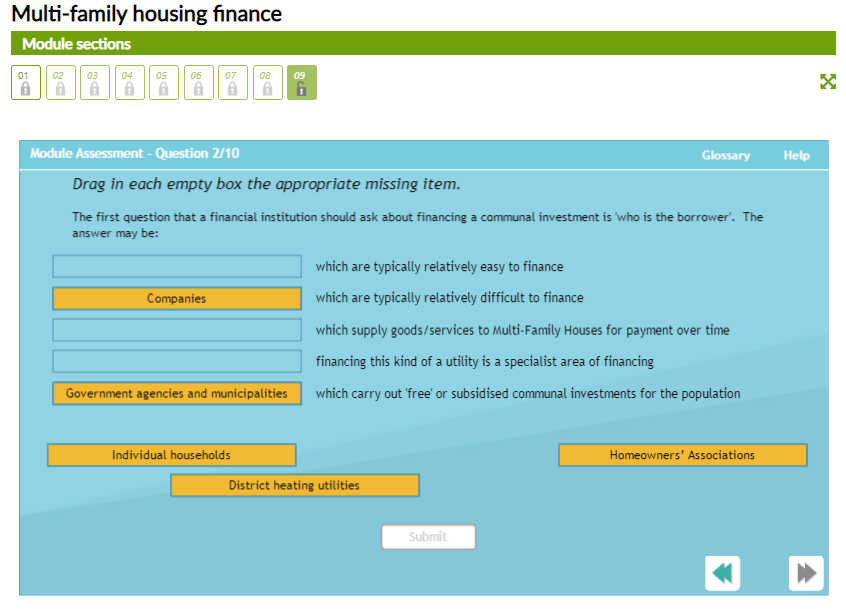 Multi-family housing finance
Module sections
01 02 03 04 05 06 07 08 09
Module Assessment - Question 2/10 Glossary Help
Drag in each empty box the appropriate missing item.
The first question that a financial institution should ask about financing a communal investment is 'who is the borrower'. The
answer may be:
which are typically relatively easy to finance
Companies which are typically relatively difficult to finance
which supply goods/services to Multi-Family Houses for payment over time
financing this kind of a utility is a specialist area of financing
Government agencies and municipalities which carry out 'free' or subsidised communal investments for the population
Individual households Homeowners' Associations
District heating utilities
Submit